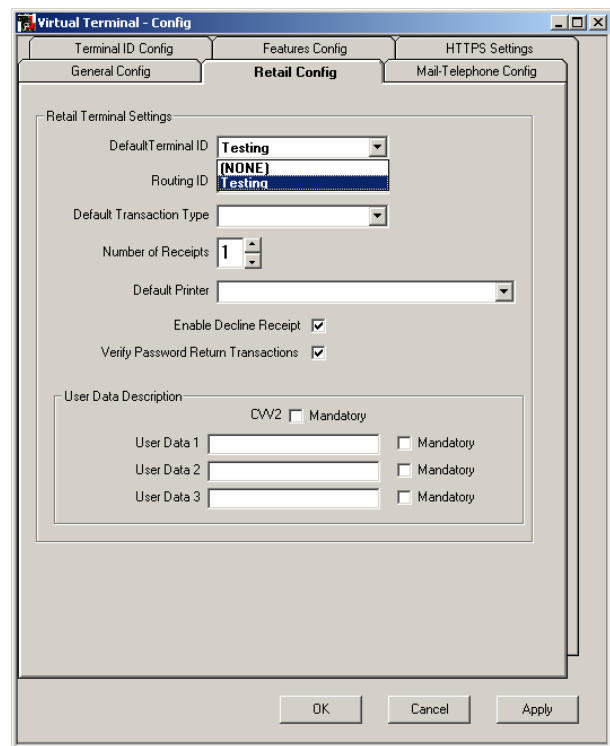 Virtual Terminal - Config
Terminal ID Config Features Config HTTPS Settings
General Config Retail Config Mail-Telephone Config
Retail Terminal Settings
DefaultTerminal ID Testing
(NONE)
Routing ID Testing
Default Transaction Type
Number of Receipts 1
Default Printer
Enable Decline Receipt
Verify Password Return Transactions
User Data Description
CVV2 Mandatory
User Data 1 Mandatory
User Data 2 Mandatory
User Data 3 Mandatory
OK Cancel Apply